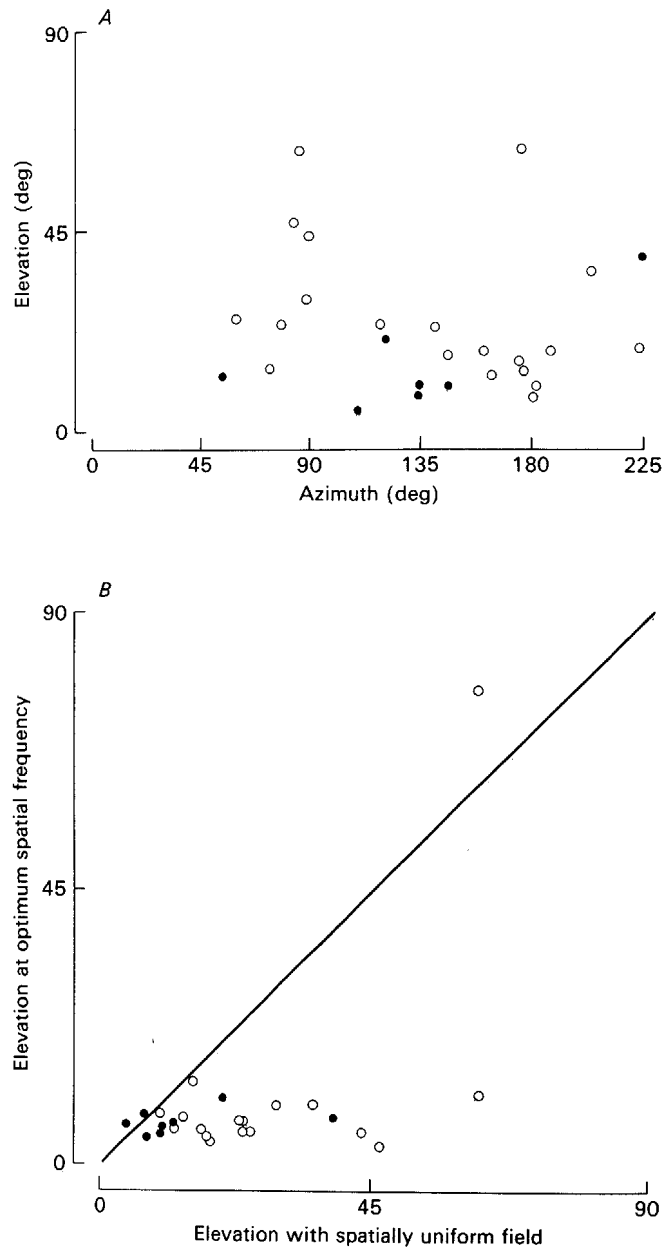 A
90
45
0
Elevation (deg)
0 45 90 135 180 225
Azimuth (deg)
B
90
45
0
Elevation at optimum spatial frequency
0 45 90
Elevation with spatially uniform field